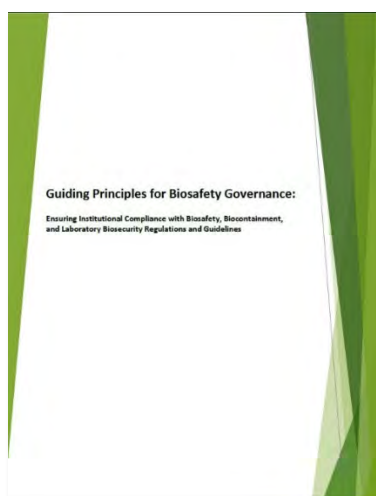 Guiding Principles for Biosafety Governance:
Ensuring Institutional Compliance with Biosafety, Biocontainment,
and Laboratory Biosecurity Regulations and Guidelines